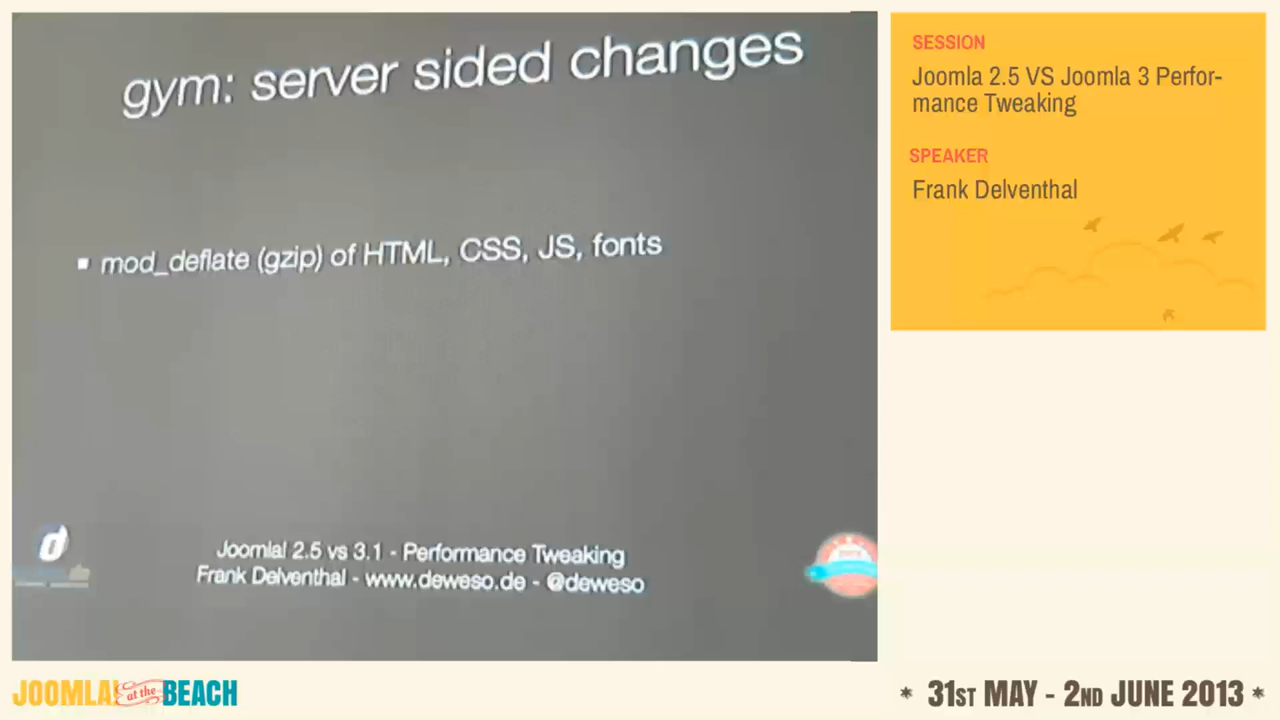 gym: server sided changes
▪ mod_deflate (gzip) of HTML, CSS, JS, fonts
d
Joomla! 2.5 vs 3.1 - Performance Tweaking
Frank Delventhal - www.deweso.de - @deweso
SESSION
Joomla 2.5 VS Joomla 3 Perfor-
mance Tweaking
SPEAKER
Frank Delventhal
JOOMLA! at the BEACH
* 31ST MAY - 2ND JUNE 2013 *